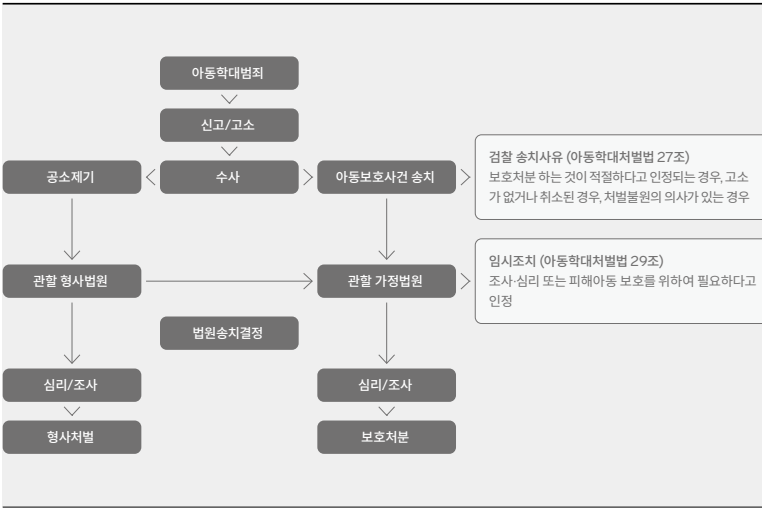 아동학대범죄
신고/고소
공소제기
수사
아동보호사건 송치
검찰 송치사유 (아동학대처벌법 27조)
보호처분 하는 것이 적절하다고 인정되는 경우, 고소
가 없거나 취소된 경우, 처벌불원의 의사가 있는 경우
관할 형사법원
관할 가정법원
임시조치 (아동학대처벌법 29조)
조사·심리 또는 피해아동 보호를 위하여 필요하다고
인정
법원송치결정
심리/조사
심리/조사
형사처벌
보호처분